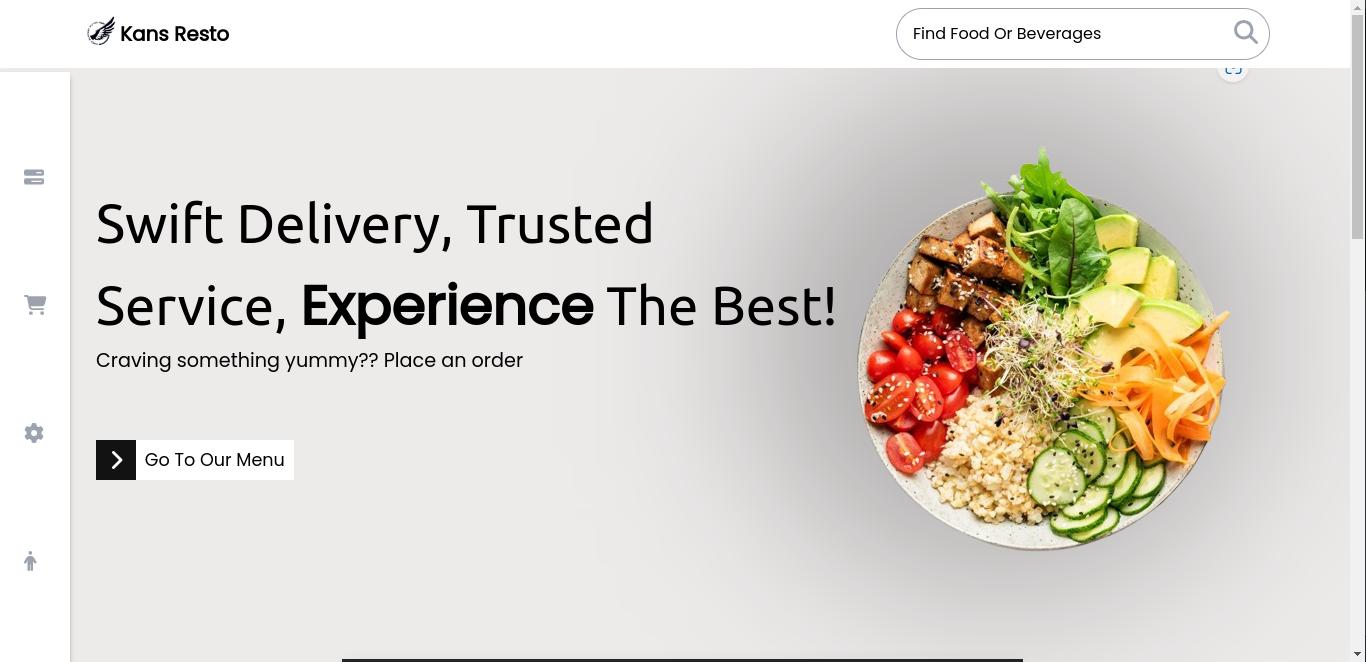 Kans Resto
Find Food Or Beverages
Swift Delivery, Trusted
Service, Experience The Best!
Craving something yummy?? Place an order
Go To Our Menu